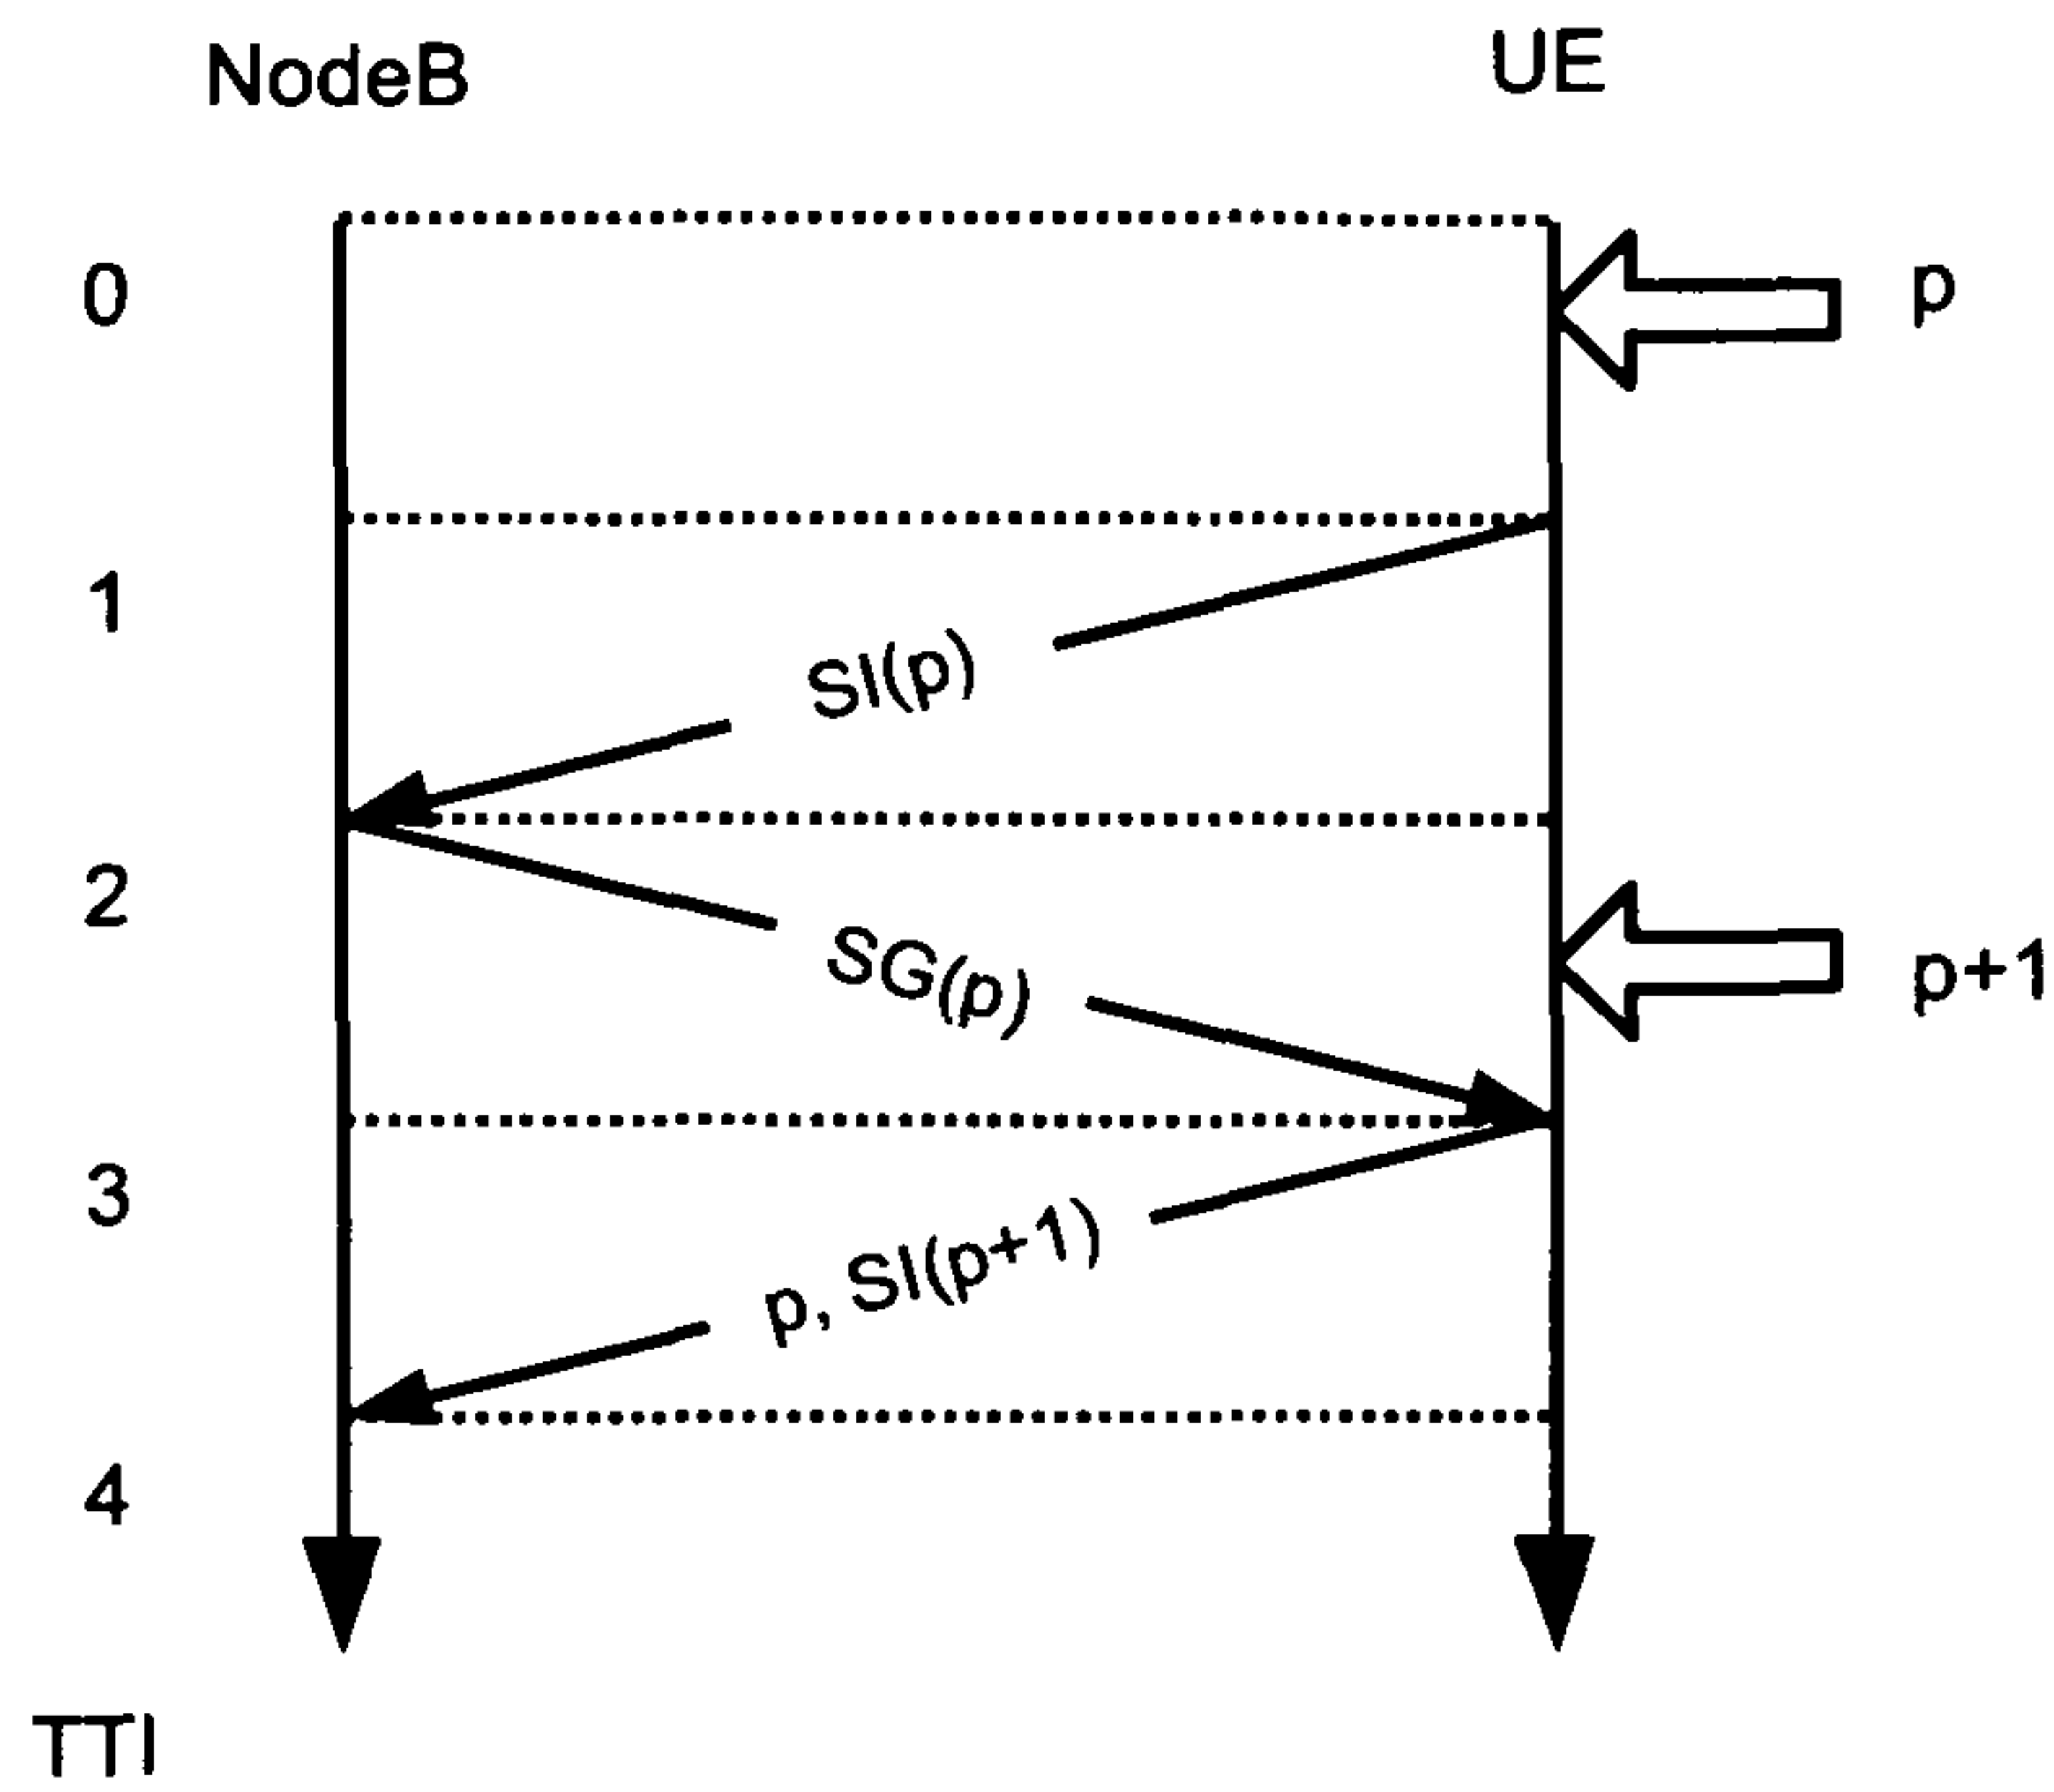 NodeB
UE
0
p
1
SI(p)
2
SG(p)
p+1
3
p, SI(p+1)
4
TTI